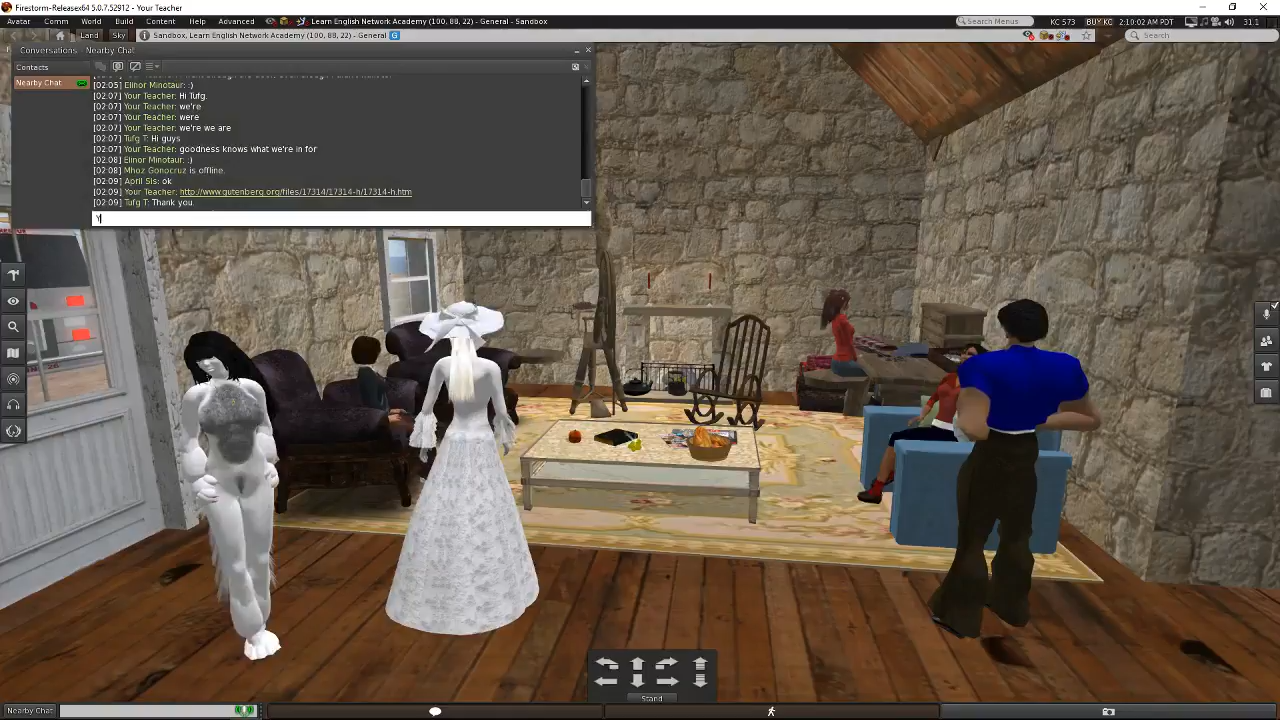 Firestorm-Releasex64 5.0.7.52912 - Your Teacher
Avatar Comm World Build Content Help Advanced Learn English Network Academy (100, 88, 22) - General - Sandbox Search Menus KC 573 BUY KC 2:10:02 AM PDT 31.1
Land Sky Sandbox, Learn English Network Academy (100, 88, 22) - General G Search
Conversations Nearby Chat
Contacts
Nearby Chat
[02:05] Elinor Minotaur: :)
[02:07] Your Teacher: Hi Tufg.
[02:07] Your Teacher: we're
[02:07] Your Teacher: were
[02:07] Your Teacher: we're we are
[02:07] Tufg T: Hi guys
[02:07] Your Teacher: goodness knows what we're in for
[02:08] Elinor Minotaur: :)
[02:08] Mhoz Gonocruz is offline.
[02:09] April Sis: ok
[02:09] Your Teacher: http://www.gutenberg.org/files/17314/17314-h/17314-h.htm
[02:09] Tufg T: Thank you
Y
Stand
Nearby Chat